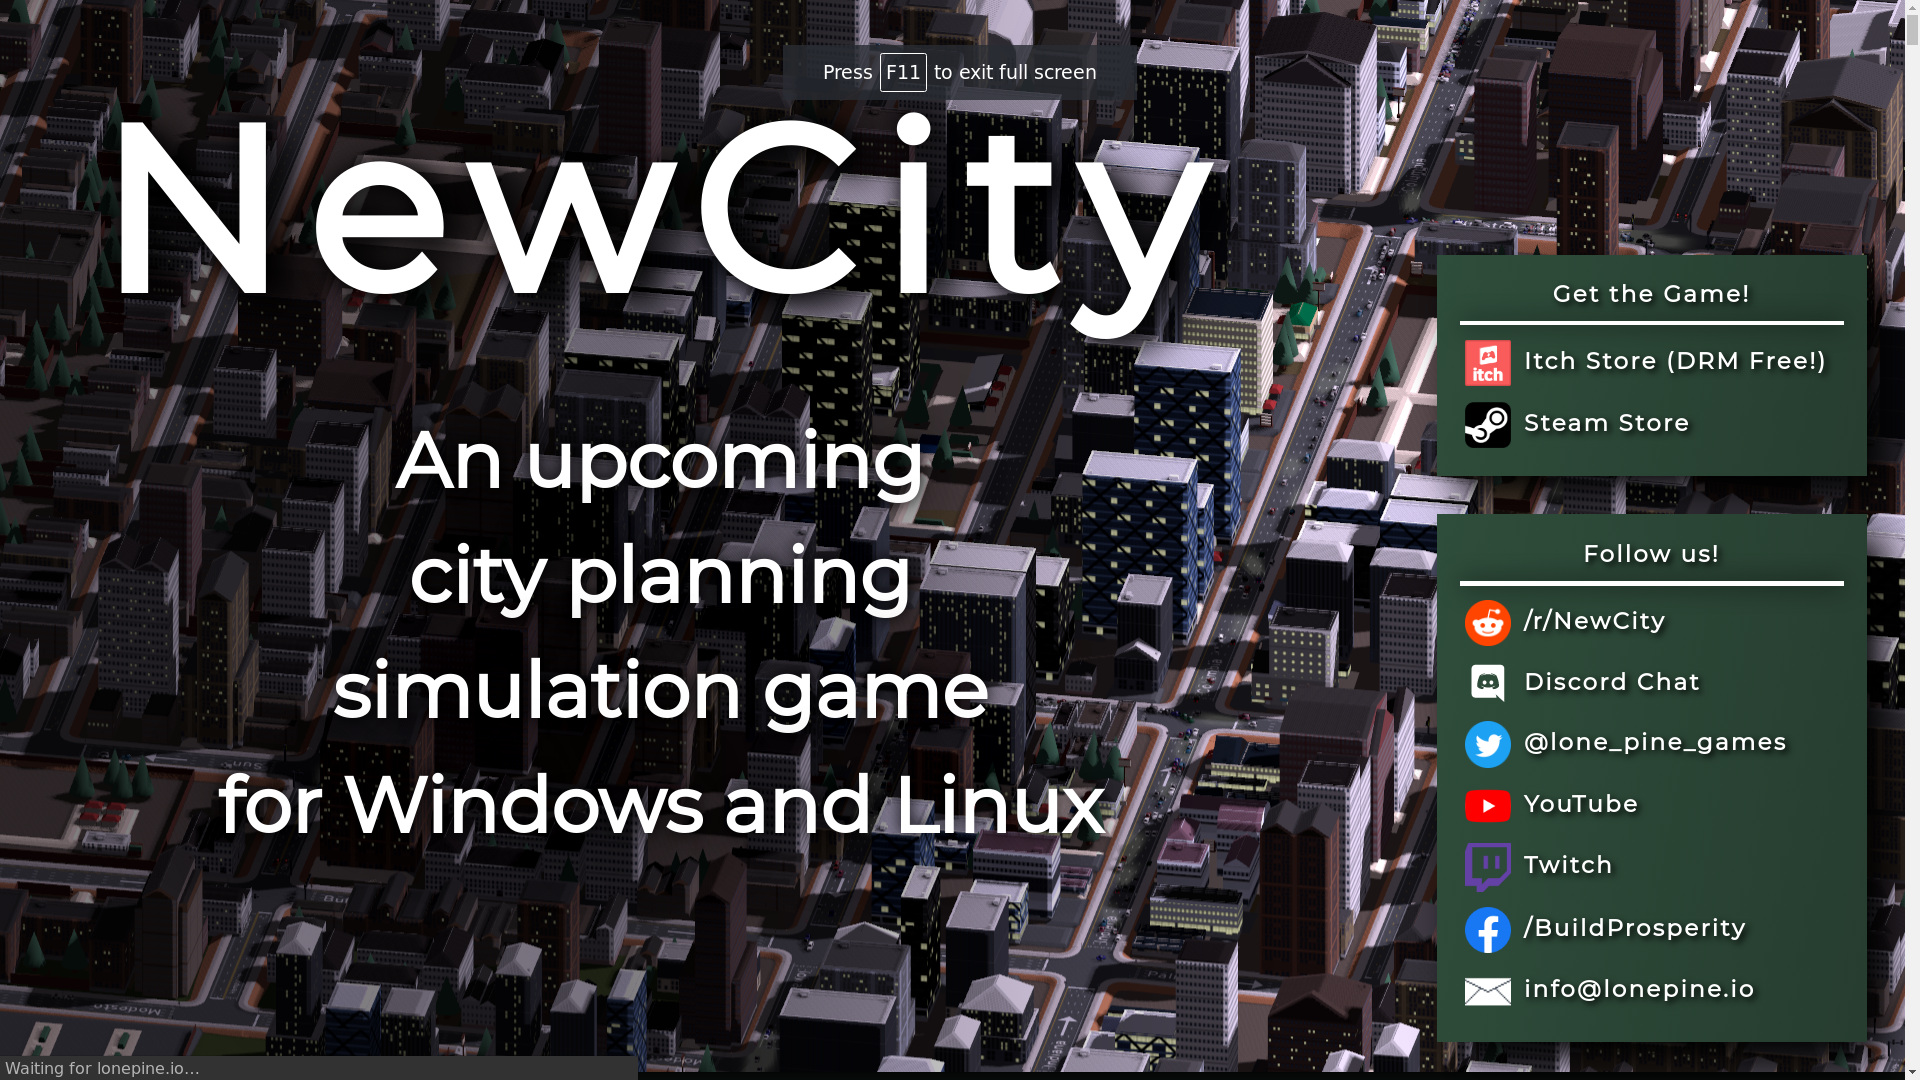 Press F11 to exit full screen
NewCity
An upcoming
city planning
simulation game
for Windows and Linux
Get the Game!
itch
Itch Store (DRM Free!)
Steam Store
Follow us!
/r/NewCity
Discord Chat
@lone_pine_games
YouTube
Twitch
/BuildProsperity
info@lonepine.io
Waiting for lonepine.io...